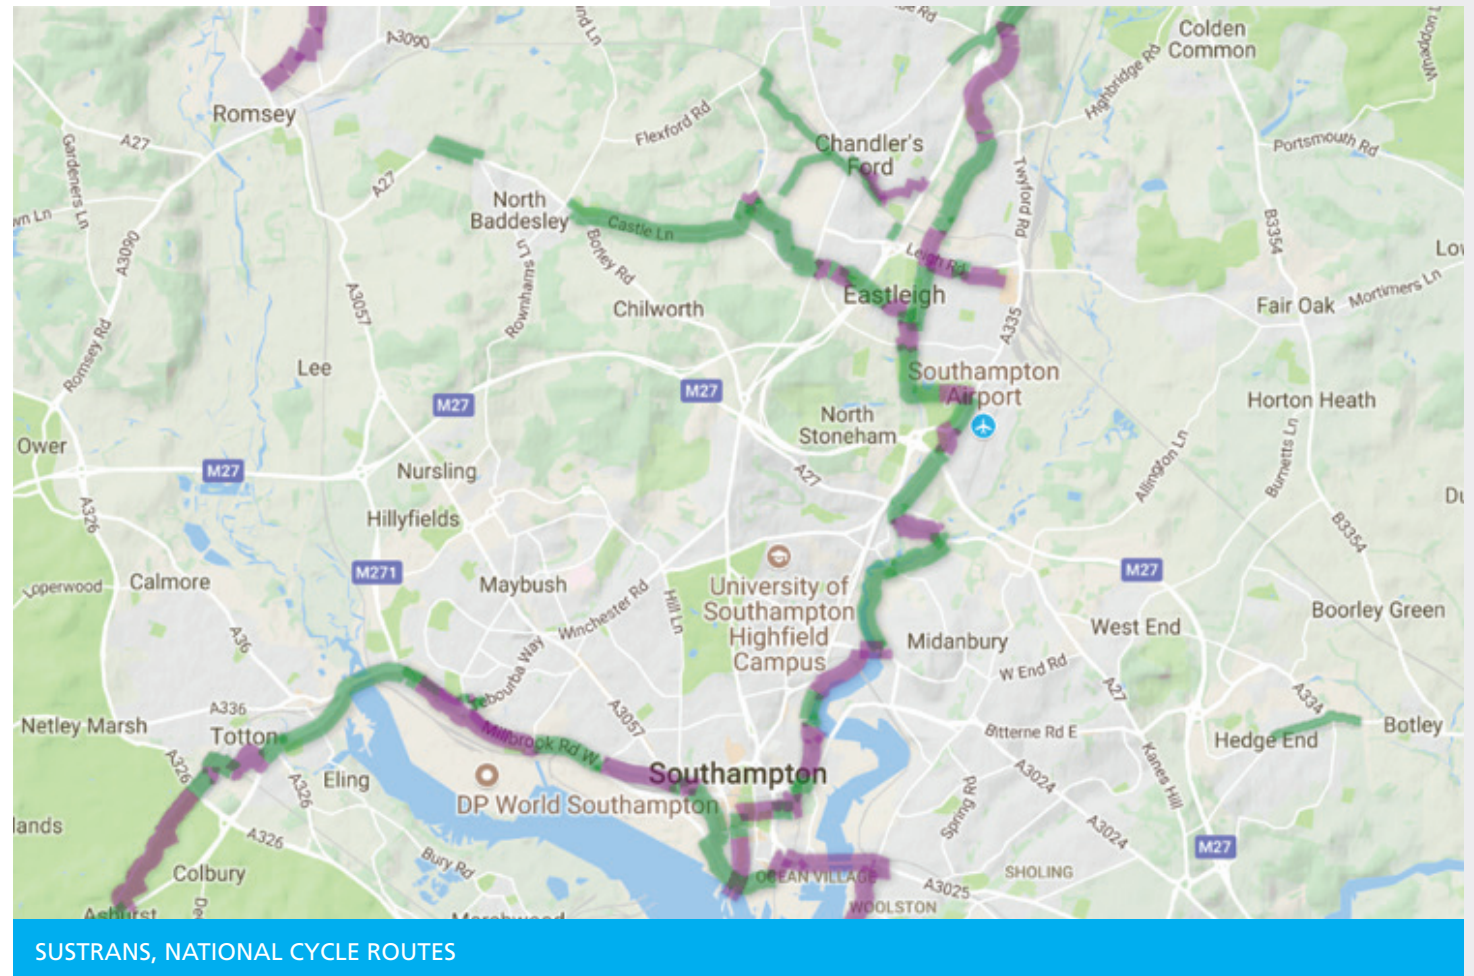 A3090
Colden
Common
Highbridge Rd
Romsey
Flexford Rd
Chandler's
Ford
Portsmouth Rd
A27
Gardeners Ln
A27
Twyford Rd
North
Baddesley
Castle Ln
B3354
A3090
Botley Rd
Rownhams Ln
Leigh Rd
Mortimers Ln
Eastleigh
Fair Oak
Chilworth
A3057
A335
Romsey Rd
Lee
Southampton
Airport
M27
M27
Horton Heath
North
Stoneham
Ower
Nursling
M27
A27
Allington Ln
Burnetts Ln
A326
Hillyfields
B3354
M271
M27
Calmore
Maybush
University of
Southampton
Highfield
Campus
Winchester Rd
Hill Ln
Boorley Green
West End
Midanbury
A36
W End Rd
A27
A334
Tebourba Way
A336
A3057
Netley Marsh
Botley
Totton
Millbrook Rd W
Bitterne Rd E
Hedge End
A326
Eling
Southampton
A3024
Kanes Hill
A326
DP World Southampton
Spring Rd
A3024
A326
M27
Bury Rd
Colbury
OCEAN VILLAGE
SHOLING
A3025
WOOLSTON
Ashurst
SUSTRANS, NATIONAL CYCLE ROUTES